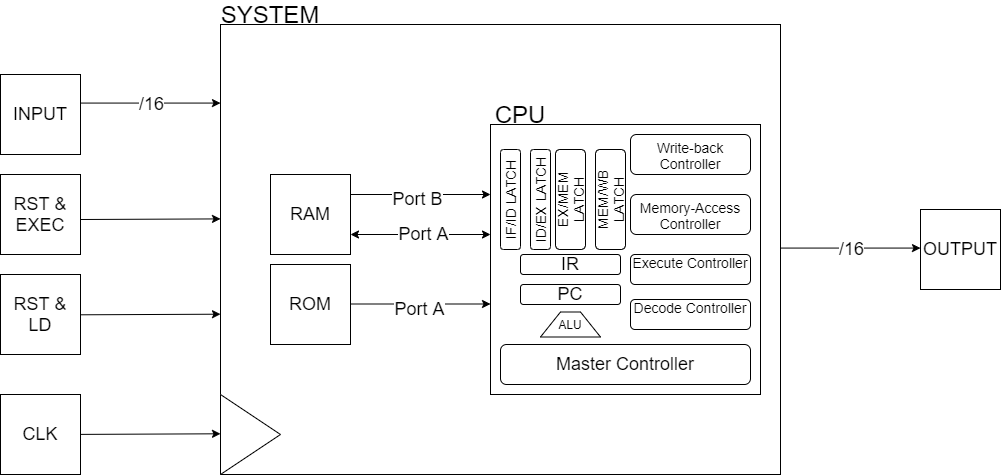 SYSTEM
INPUT
/16
RST &
EXEC
RST &
LD
CLK
RAM
ROM
Port B
Port A
Port A
CPU
IF/ID LATCH
ID/EX LATCH
EX/MEM
LATCH
MEM/WB
LATCH
Write-back
Controller
Memory-Access
Controller
IR
Execute Controller
PC
Decode Controller
ALU
Master Controller
/16
OUTPUT